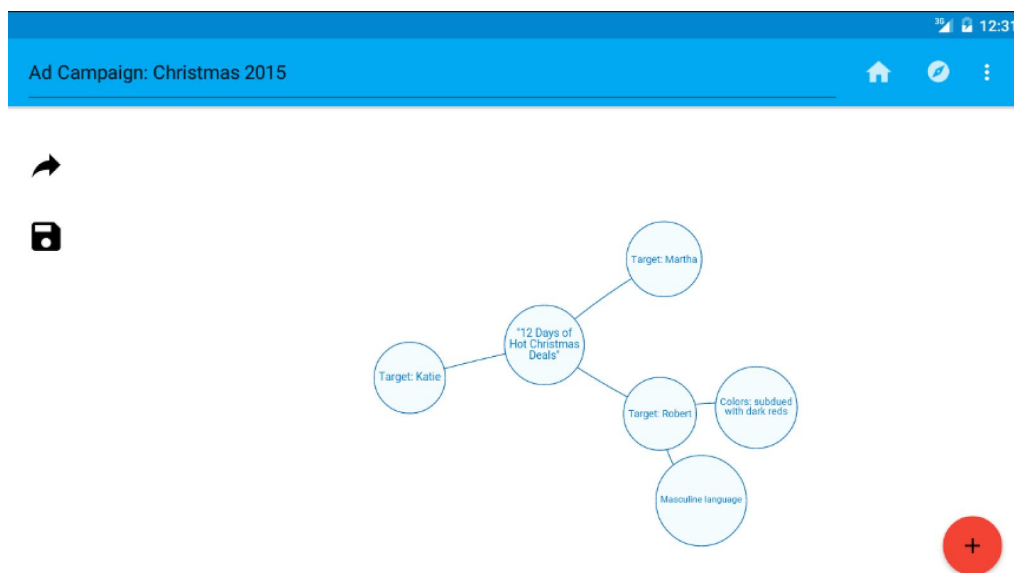 3G 12:31
Ad Campaign: Christmas 2015
Target: Martha
"12 Days of
Hot Christmas
Deals"
Target: Katie
Target: Robert
Colors: subdued
with dark reds
Masculine language
+